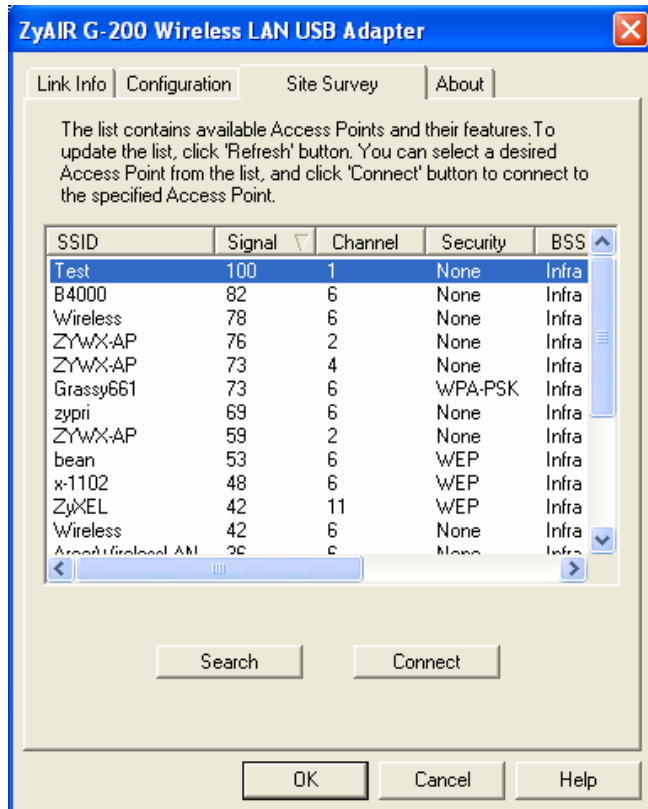 ZyAIR G-200 Wireless LAN USB Adapter
Link Info Configuration Site Survey About
The list contains available Access Points and their features.To
update the list, click 'Refresh' button. You can select a desired
Access Point from the list, and click 'Connect' button to connect to
the specified Access Point.
SSID Signal Channel Security BSS
Test 100 1 None Infra
B4000 82 6 None Infra
Wireless 78 6 None Infra
ZYWX-AP 76 2 None Infra
ZYWX-AP 73 4 None Infra
Grassy661 73 6 WPA-PSK Infra
zypri 69 6 None Infra
ZYWX-AP 59 2 None Infra
bean 53 6 WEP Infra
x-1102 48 6 WEP Infra
ZyXEL 42 11 WEP Infra
Wireless 42 6 None Infra
6 None Infra
Search Connect
OK Cancel Help